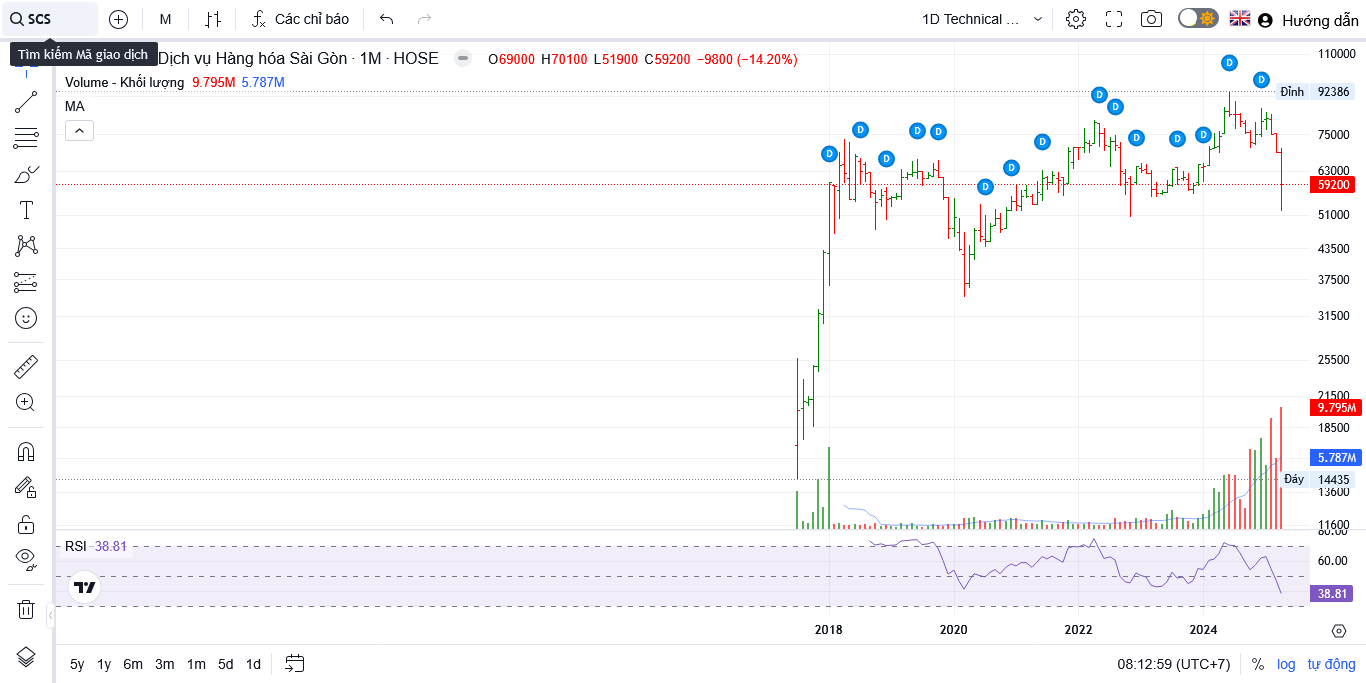 SCS M Các chỉ báo 1D Technical ... Hướng dẫn
Tìm kiếm Mã giao dịch Dịch vụ Hàng hóa Sài Gòn · 1M · HOSE O69000 H70100 L51900 C59200 −9800 (−14.20%)
Volume - Khối lượng 9.795M 5.787M
MA
110000
Đỉnh 92386
75000
63000
59200
51000
43500
37500
31500
25500
21500
9.795M
18500
5.787M
Đáy 14435
13600
11600
80.00
60.00
38.81
D D D D D D D D D D D D D D D
RSI 38.81
2018 2020 2022 2024
5y 1y 6m 3m 1m 5d 1d 08:12:59 (UTC+7) % log tự động